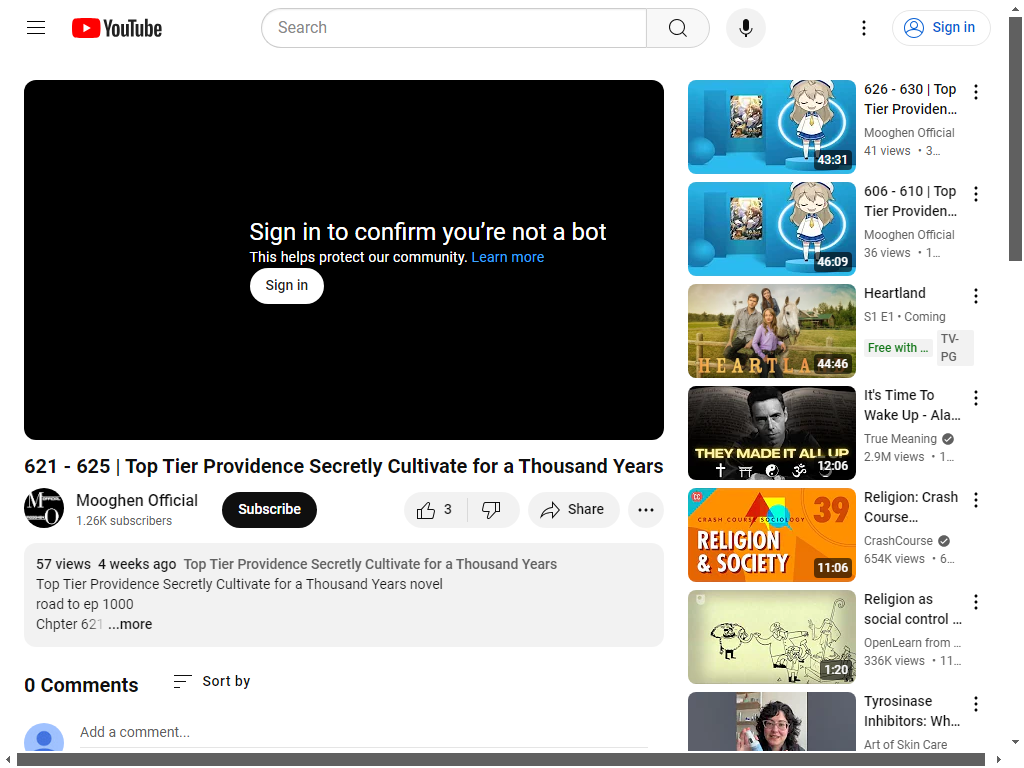 YouTube
Search
Sign in
Sign in to confirm you’re not a bot
This helps protect our community. Learn more
Sign in
621 - 625 | Top Tier Providence Secretly Cultivate for a Thousand Years
Mooghen Official
1.26K subscribers
Subscribe
3
Share
57 views 4 weeks ago Top Tier Providence Secretly Cultivate for a Thousand Years
Top Tier Providence Secretly Cultivate for a Thousand Years novel
road to ep 1000
Chpter 621 ...more
0 Comments
Sort by
Add a comment...
43:31
626 - 630 | Top
Tier Providen...
Mooghen Official
41 views • 3...
46:09
606 - 610 | Top
Tier Providen...
Mooghen Official
36 views • 1...
HEARTLA
44:46
Heartland
S1 E1 • Coming
Free with ...
TV-
PG
THEY MADE IT ALL UP
12:06
It's Time To
Wake Up - Ala...
True Meaning
2.9M views • 1...
CC
CRASH COURSE SOCIOLOGY
39
RELIGION
& SOCIETY
11:06
Religion: Crash
Course...
CrashCourse
654K views • 6...
1:20
Religion as
social control ...
OpenLearn from ...
336K views • 11...
Tyrosinase
Inhibitors: Wh...
Art of Skin Care